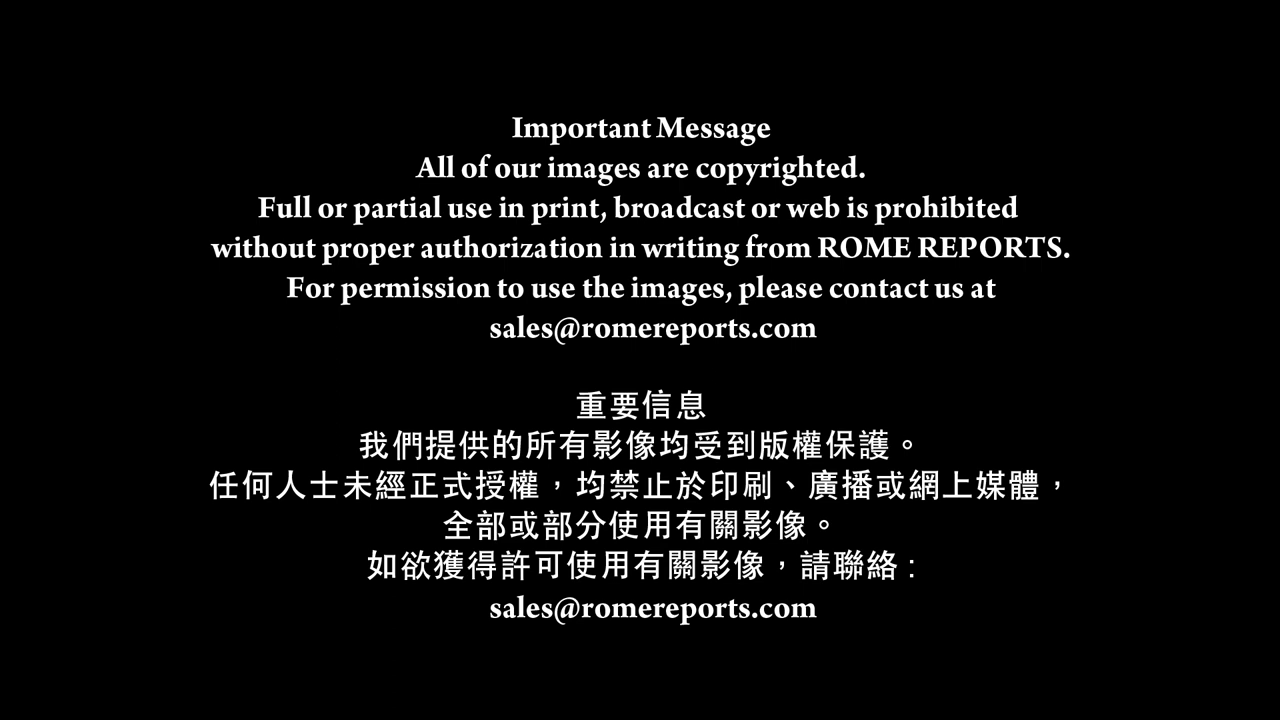 Important Message
All of our images are copyrighted.
Full or partial use in print, broadcast or web is prohibited
without proper authorization in writing from ROME REPORTS.
For permission to use the images, please contact us at
sales@romereports.com
重要信息
我們提供的所有影像均受到版權保護。
任何人士未經正式授權，均禁止於印刷、廣播或網上媒體，
全部或部分使用有關影像。
如欲獲得許可使用有關影像，請聯絡:
sales@romereports.com